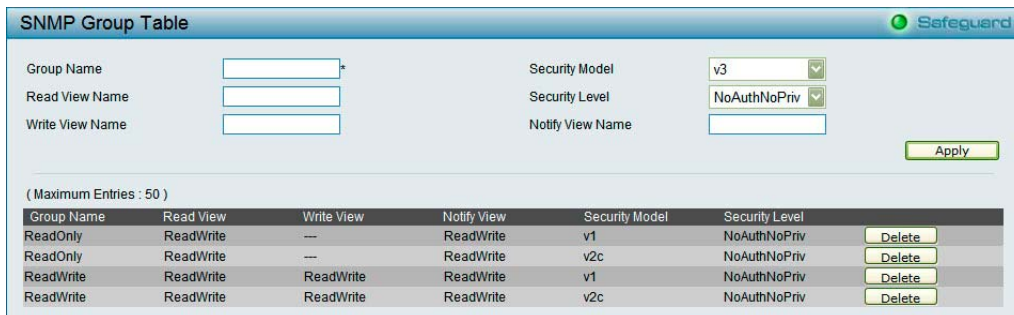 SNMP Group Table
Safeguard
Group Name * Security Model v3
Read View Name Security Level NoAuthNoPriv
Write View Name Notify View Name
Apply
( Maximum Entries : 50 )
Group Name Read View Write View Notify View Security Model Security Level
ReadOnly ReadWrite --- ReadWrite v1 NoAuthNoPriv Delete
ReadOnly ReadWrite --- ReadWrite v2c NoAuthNoPriv Delete
ReadWrite ReadWrite ReadWrite ReadWrite v1 NoAuthNoPriv Delete
ReadWrite ReadWrite ReadWrite ReadWrite v2c NoAuthNoPriv Delete